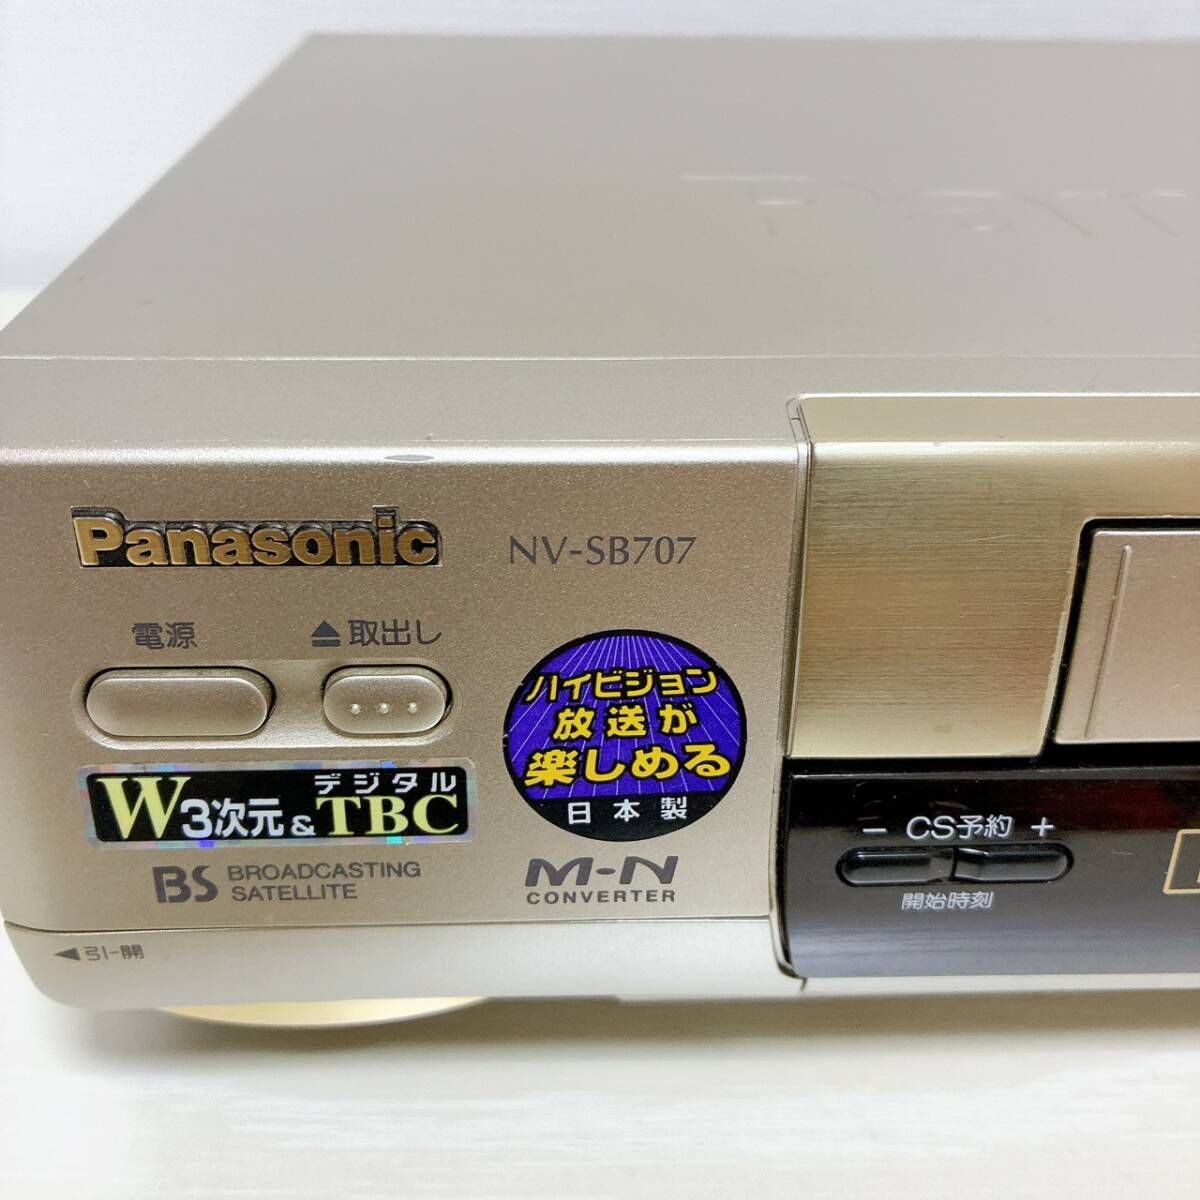 Panasonic
NV-SB707
電源
⏏取出し
ハイビジョン
放送が
楽しめる
日本製
デジタル
W3次元&TBC
BS BROADCASTING
SATELLITE
M-N
CONVERTER
− CS予約 +
開始時刻
◀引-開